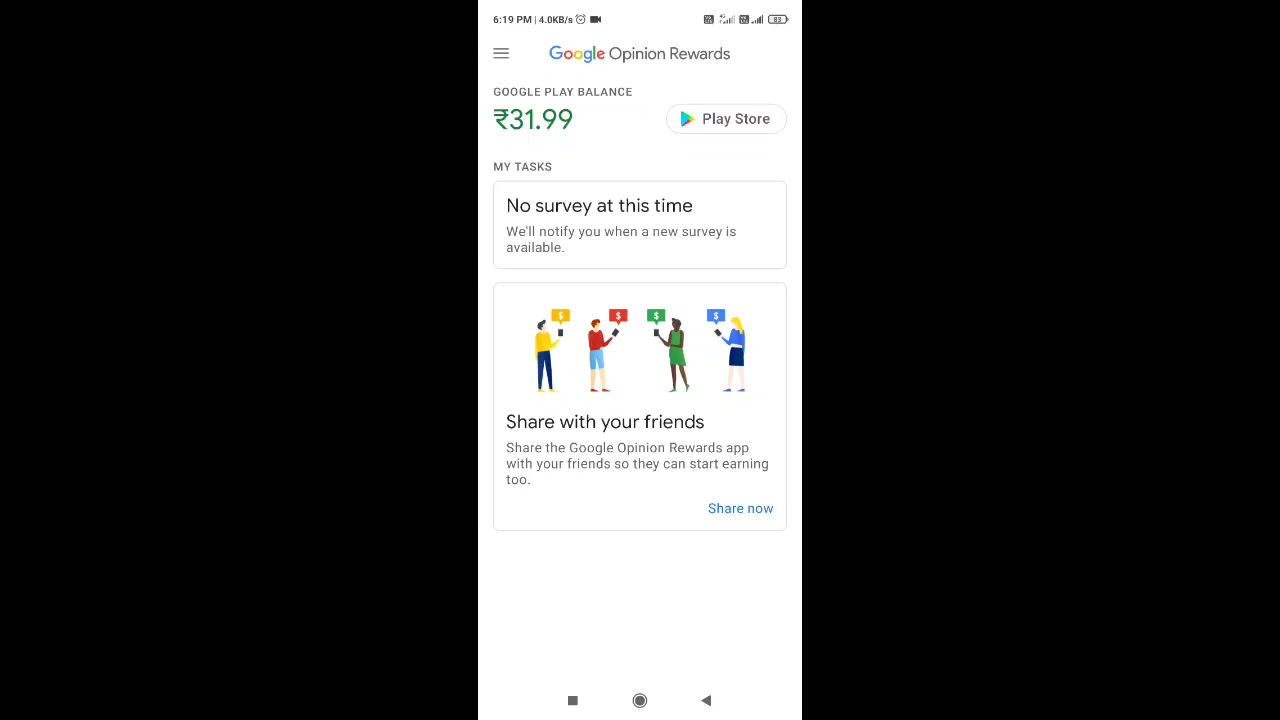 6:19 PM | 4.0KB/s 83
Google Opinion Rewards
GOOGLE PLAY BALANCE
₹31.99
Play Store
MY TASKS
No survey at this time
We'll notify you when a new survey is
available.
$ $ $ $
Share with your friends
Share the Google Opinion Rewards app
with your friends so they can start earning
too.
Share now